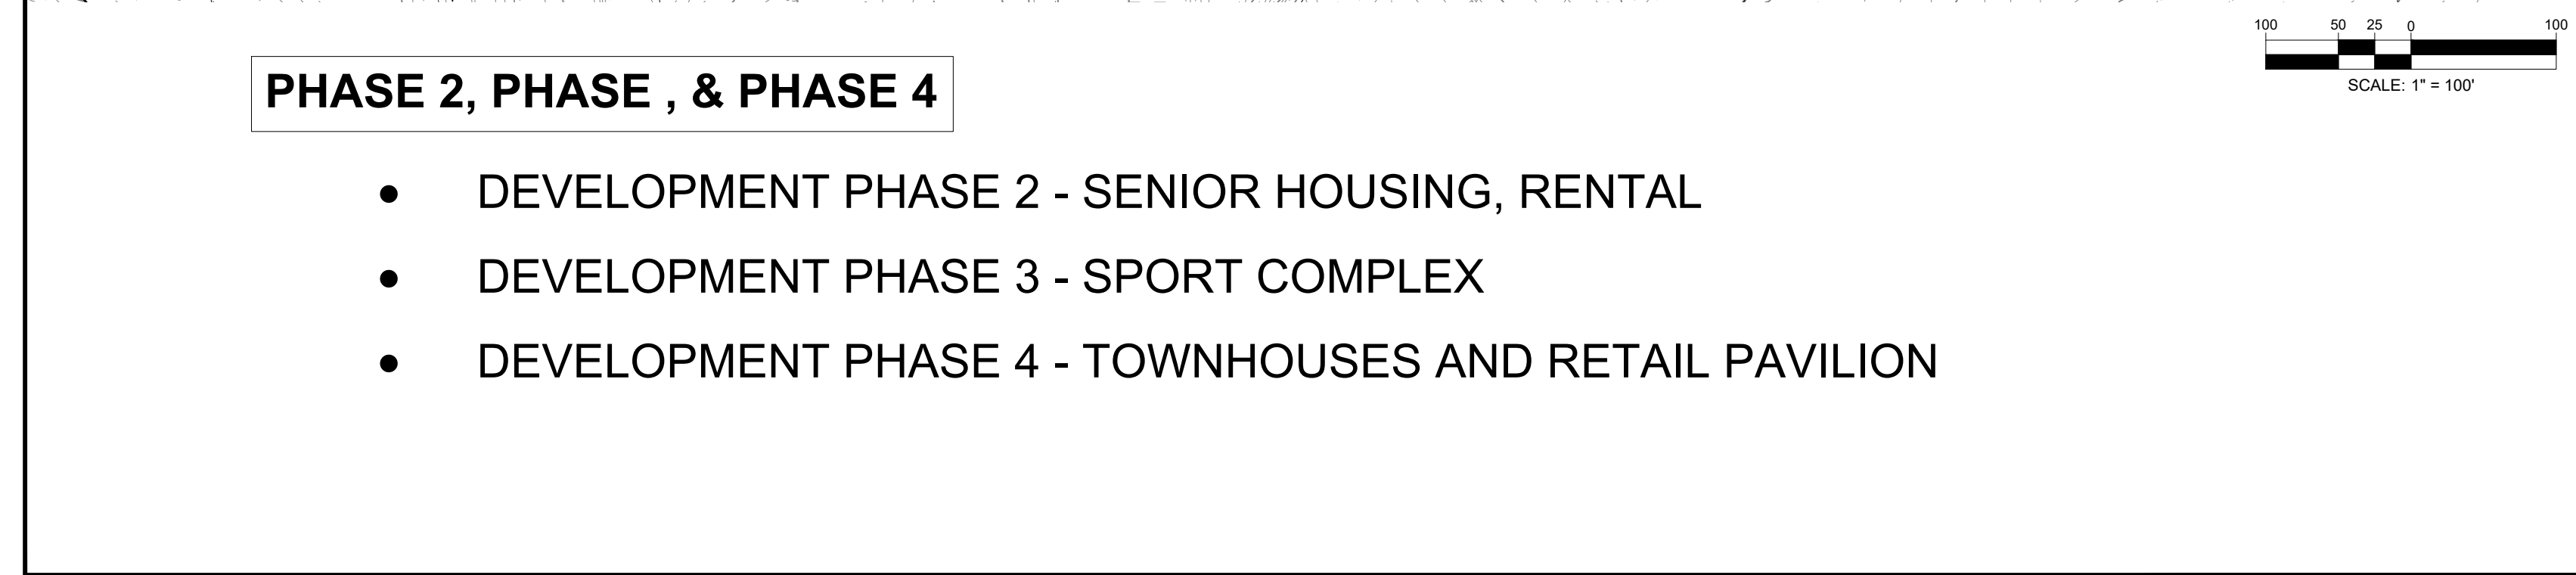 100 50 25 0 100
SCALE: 1" = 100'
PHASE 2, PHASE , & PHASE 4
● DEVELOPMENT PHASE 2 - SENIOR HOUSING, RENTAL
● DEVELOPMENT PHASE 3 - SPORT COMPLEX
● DEVELOPMENT PHASE 4 - TOWNHOUSES AND RETAIL PAVILION